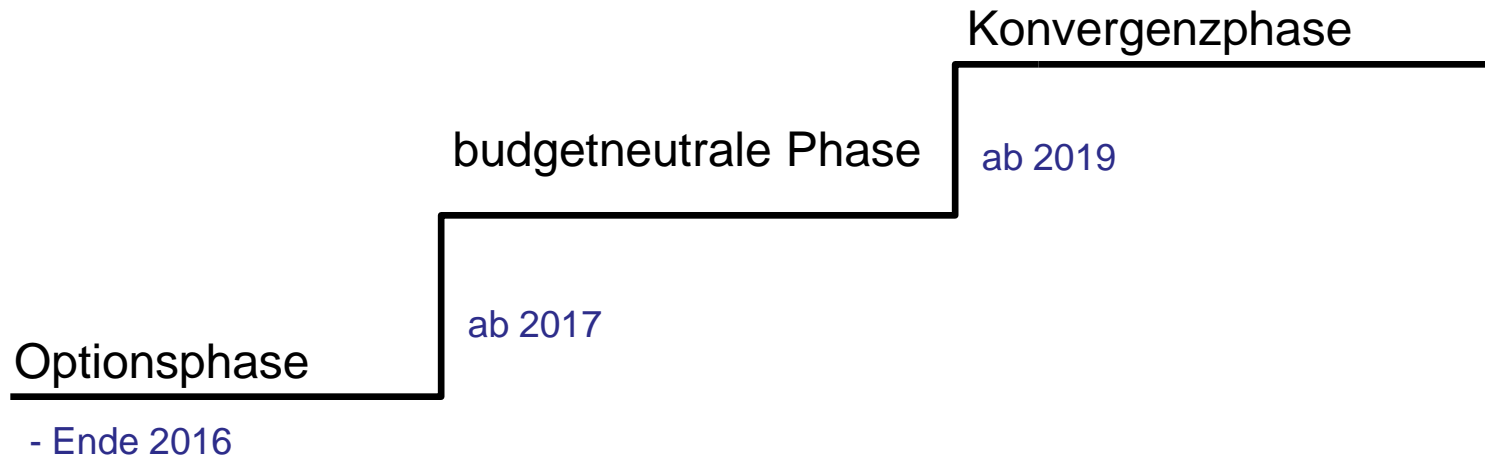 Konvergenzphase
budgetneutrale Phase
ab 2019
ab 2017
Optionsphase
- Ende 2016